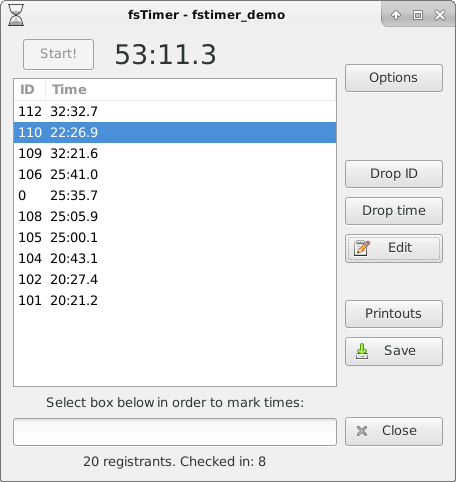 fsTimer - fstimer_demo
Start!
53:11.3
Options
ID Time
112 32:32.7
110 22:26.9
109 32:21.6
106 25:41.0
0 25:35.7
108 25:05.9
105 25:00.1
104 20:43.1
102 20:27.4
101 20:21.2
Drop ID
Drop time
Edit
Printouts
Save
Select box below in order to mark times:
Close
20 registrants. Checked in: 8